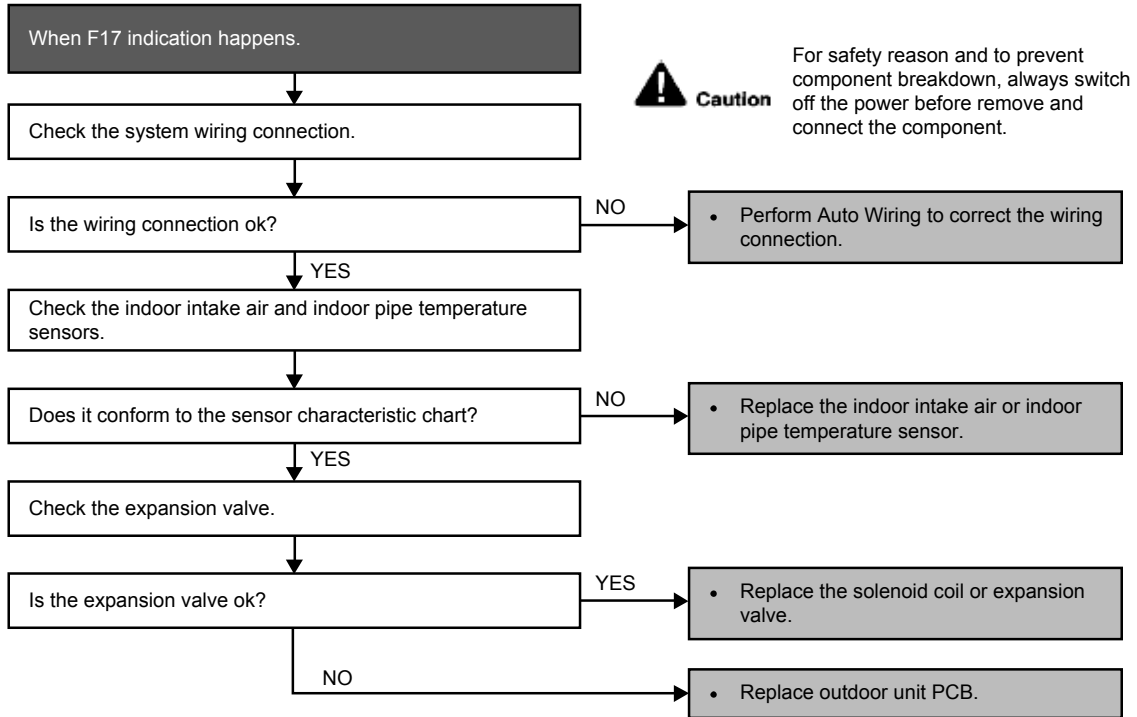 When F17 indication happens.
Caution
For safety reason and to prevent
component breakdown, always switch
off the power before remove and
connect the component.
Check the system wiring connection.
Is the wiring connection ok?
NO
• Perform Auto Wiring to correct the wiring
connection.
YES
Check the indoor intake air and indoor pipe temperature
sensors.
Does it conform to the sensor characteristic chart?
NO
• Replace the indoor intake air or indoor
pipe temperature sensor.
YES
Check the expansion valve.
Is the expansion valve ok?
YES
• Replace the solenoid coil or expansion
valve.
NO
• Replace outdoor unit PCB.